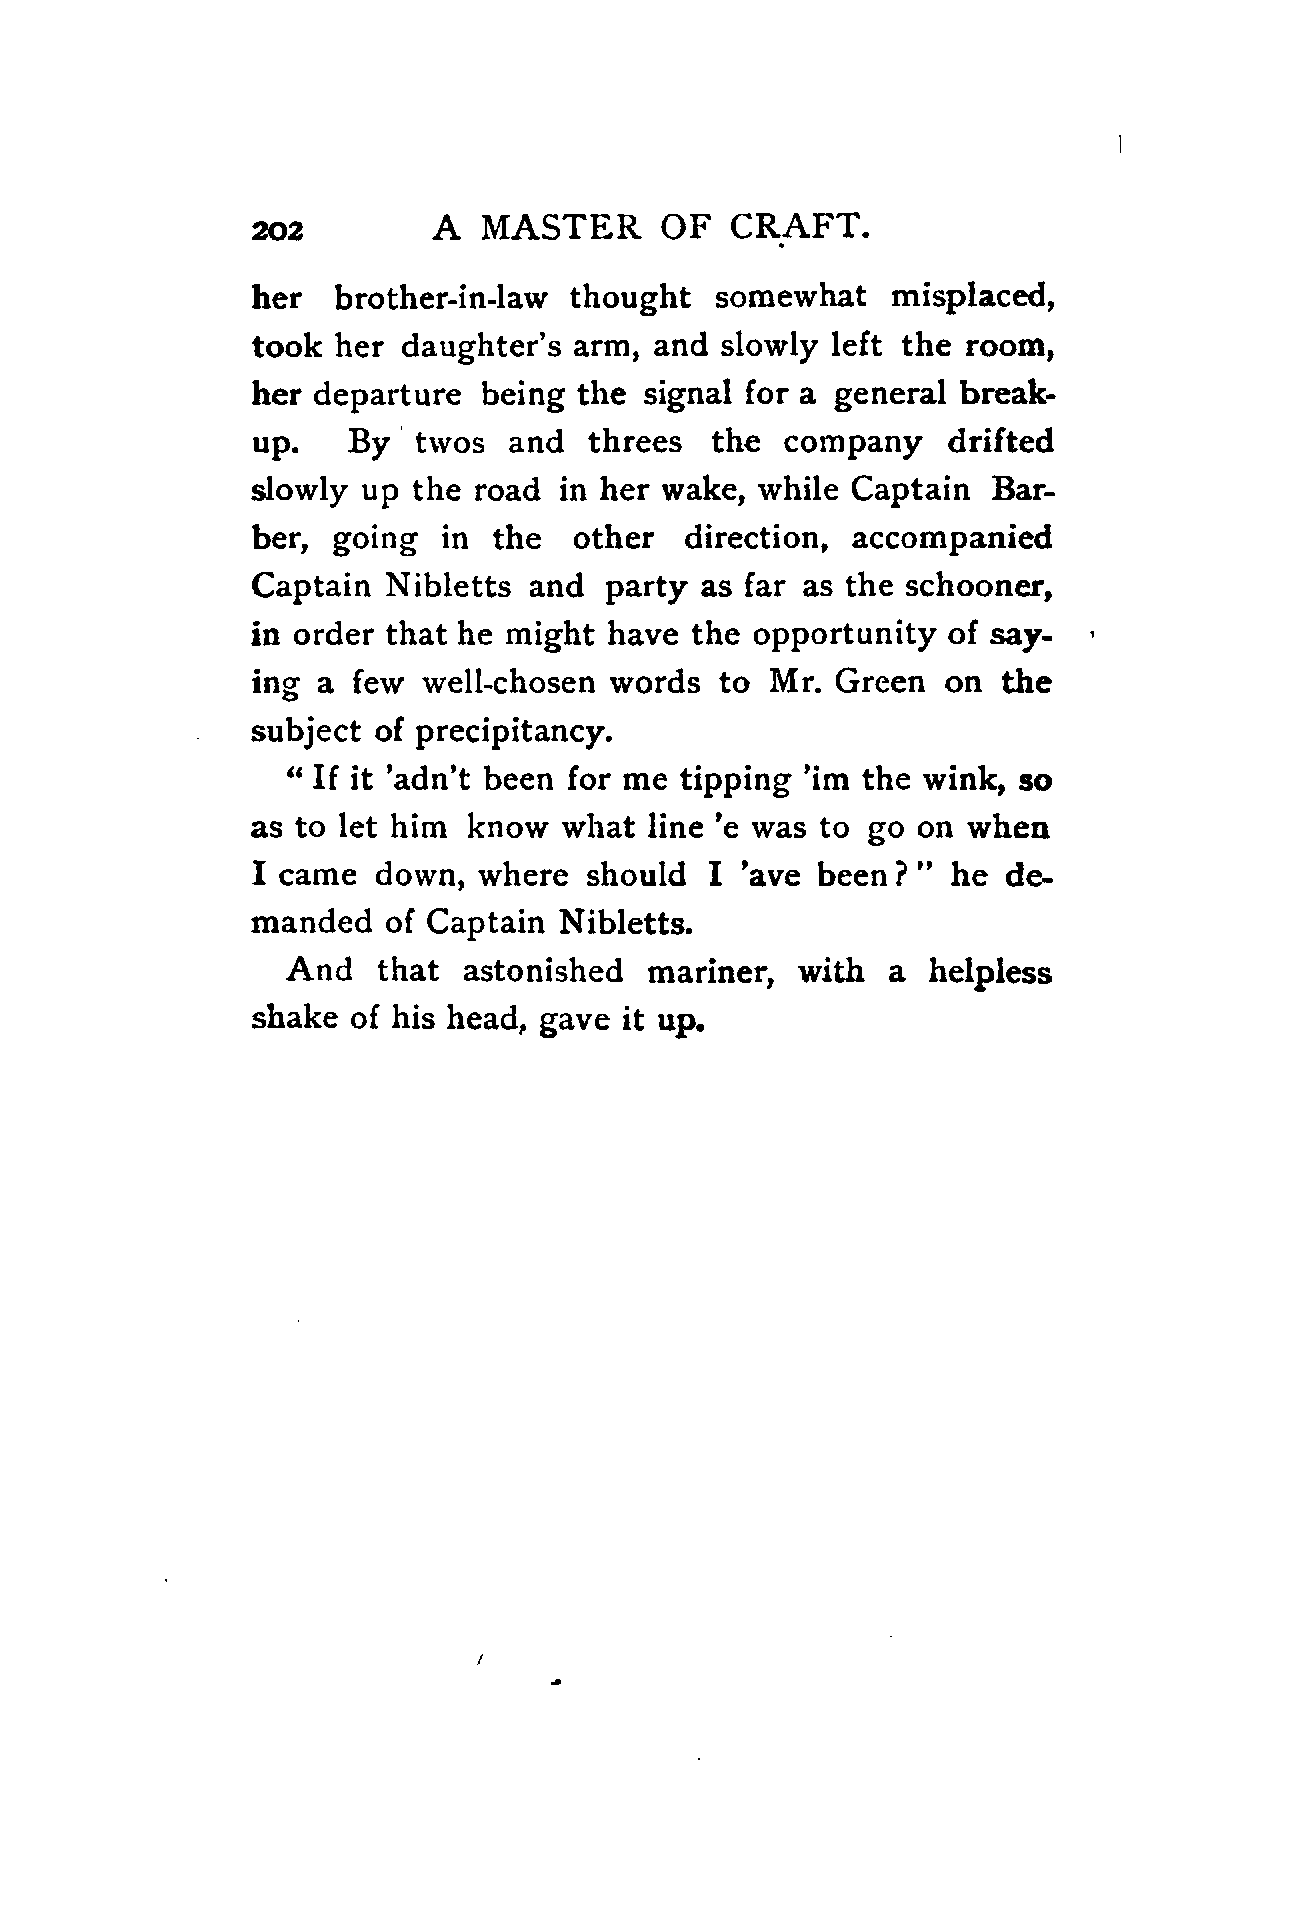 202 A MASTER OF CRAFT.
her brother-in-law thought somewhat misplaced,
took her daughter's arm, and slowly left the room,
her departure being the signal for a general break-
up. By twos and threes the company drifted
slowly up the road in her wake, while Captain Bar-
ber, going in the other direction, accompanied
Captain Nibletts and party as far as the schooner,
in order that he might have the opportunity of say-
ing a few well-chosen words to Mr. Green on the
subject of precipitancy.
“ If it ’adn’t been for me tipping ’im the wink, so
as to let him know what line ’e was to go on when
I came down, where should I ’ave been ? ” he de-
manded of Captain Nibletts.
And that astonished mariner, with a helpless
shake of his head, gave it up.